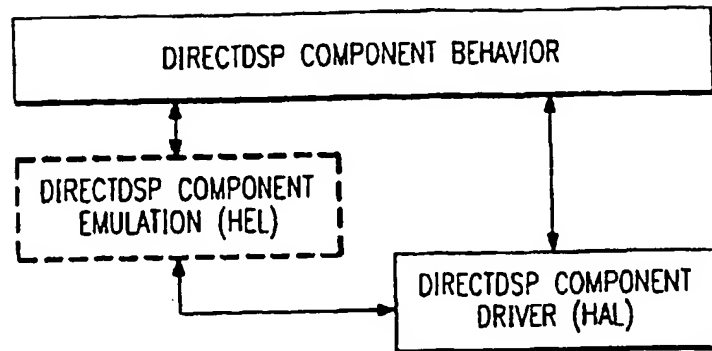 DIRECTDSP COMPONENT BEHAVIOR
DIRECTDSP COMPONENT
EMULATION (HEL)
DIRECTDSP COMPONENT
DRIVER (HAL)